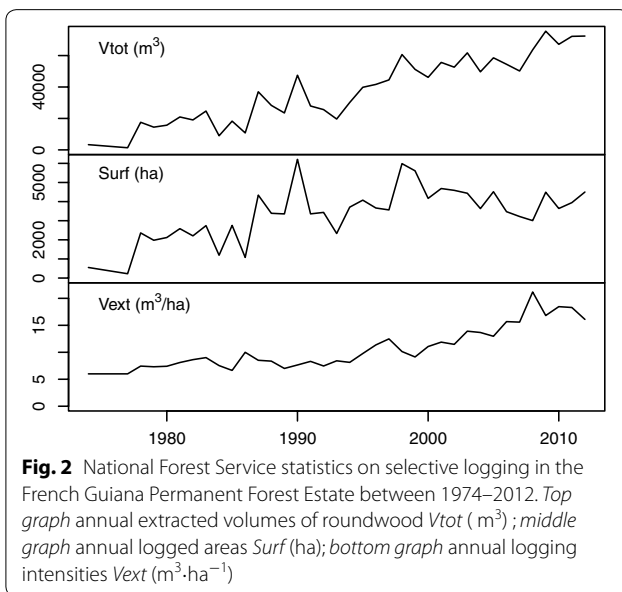 Vtot (m³)
40000
0
Surf (ha)
5000
2000
0
Vext (m³/ha)
15
5
0
1980 1990 2000 2010
Fig. 2 National Forest Service statistics on selective logging in the
French Guiana Permanent Forest Estate between 1974–2012. Top
graph annual extracted volumes of roundwood Vtot ( m³) ; middle
graph annual logged areas Surf (ha); bottom graph annual logging
intensities Vext (m³·ha⁻¹)